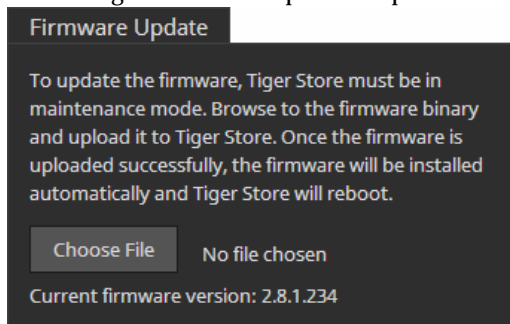 Firmware Update
To update the firmware, Tiger Store must be in
maintenance mode. Browse to the firmware binary
and upload it to Tiger Store. Once the firmware is
uploaded successfully, the firmware will be installed
automatically and Tiger Store will reboot.
Choose File No file chosen
Current firmware version: 2.8.1.234